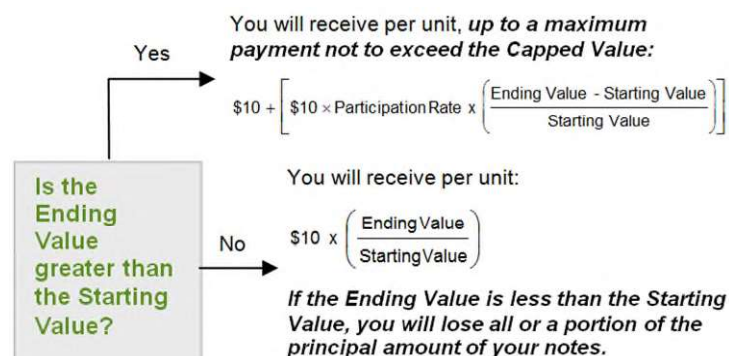 You will receive per unit, up to a maximum
payment not to exceed the Capped Value:
Yes
$10 + [ $10 × Participation Rate x ( Ending Value - Starting Value / Starting Value ) ]
Is the
Ending
Value
greater than
the Starting
Value?
No
You will receive per unit:
$10 x ( Ending Value / Starting Value )
If the Ending Value is less than the Starting
Value, you will lose all or a portion of the
principal amount of your notes.